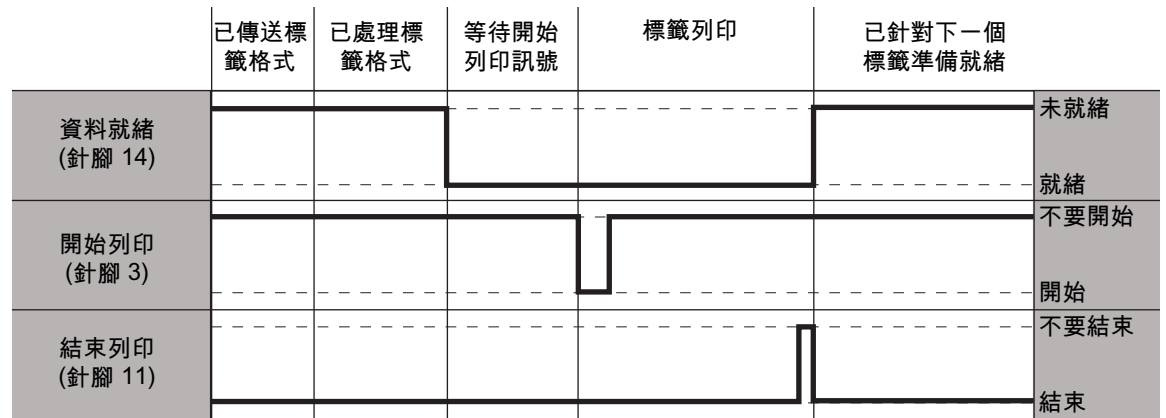 已傳送標
籤格式
已處理標
籤格式
等待開始
列印訊號
標籤列印
已針對下一個
標籤準備就緒
資料就緒
(針腳 14)
未就緒
就緒
開始列印
(針腳 3)
不要開始
開始
結束列印
(針腳 11)
不要結束
結束